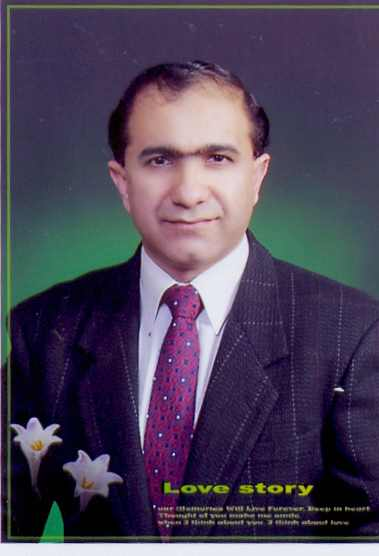 Love story
our Memories Will Live Forever, Deep in heart
Thought of you make me smile
when I think about you, I think about love